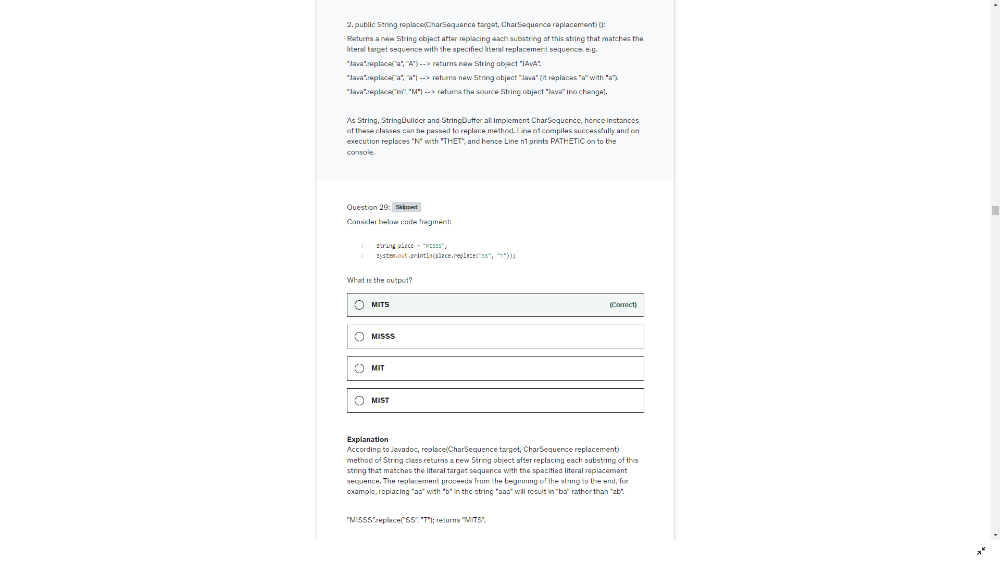 2. public String replace(CharSequence target, CharSequence replacement) {}:
Returns a new String object after replacing each substring of this string that matches the
literal target sequence with the specified literal replacement sequence. e.g.
"Java".replace("a", "A") --> returns new String object "JAvA".
"Java".replace("a", "a") --> returns new String object "Java" (it replaces "a" with "a").
"Java".replace("m", "M") --> returns the source String object "Java" (no change).
As String, StringBuilder and StringBuffer all implement CharSequence, hence instances
of these classes can be passed to replace method. Line n1 compiles successfully and on
execution replaces "N" with "THET", and hence Line n1 prints PATHETIC on to the
console.
Question 29: Skipped
Consider below code fragment:
1 String place = "MISSS";
2 System.out.println(place.replace("SS", "T"));
What is the output?
MITS (Correct)
MISSS
MIT
MIST
Explanation
According to Javadoc, replace(CharSequence target, CharSequence replacement)
method of String class returns a new String object after replacing each substring of this
string that matches the literal target sequence with the specified literal replacement
sequence. The replacement proceeds from the beginning of the string to the end, for
example, replacing "aa" with "b" in the string "aaa" will result in "ba" rather than "ab".
"MISSS".replace("SS", "T"); returns "MITS".